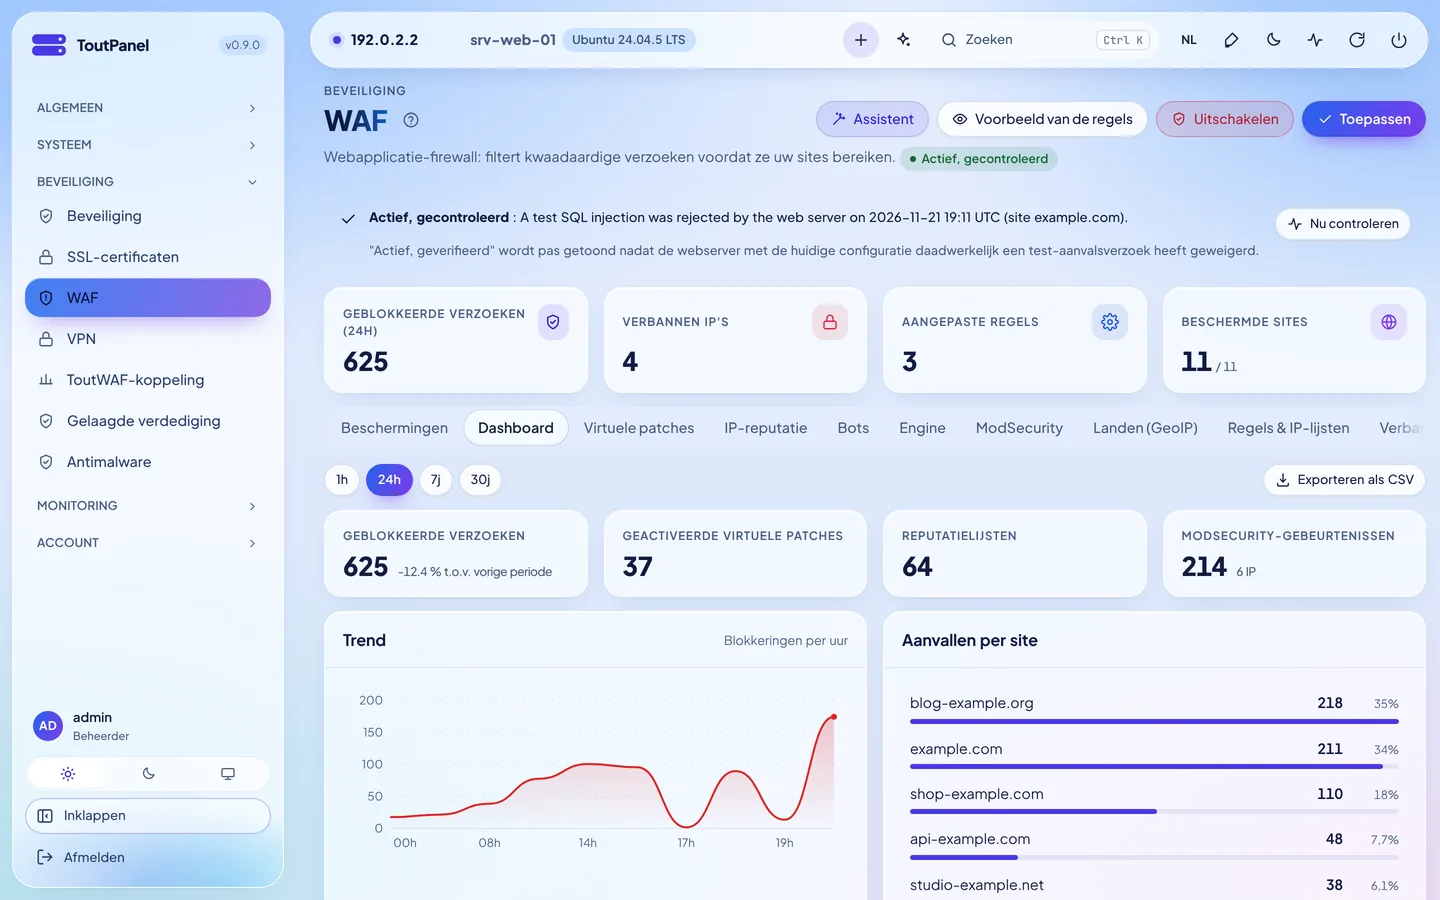 ToutPanel
v0.9.0
ALGEMEEN
SYSTEEM
BEVEILIGING
Beveiliging
SSL-certificaten
WAF
VPN
ToutWAF-koppeling
Gelaagde verdediging
Antimalware
MONITORING
ACCOUNT
AD
admin
Beheerder
Inklappen
Afmelden
192.0.2.2
srv-web-01
Ubuntu 24.04.5 LTS
Zoeken
Ctrl K
NL
BEVEILIGING
WAF
Assistent
Voorbeeld van de regels
Uitschakelen
Toepassen
Webapplicatie-firewall: filtert kwaadaardige verzoeken voordat ze uw sites bereiken.
Actief, gecontroleerd
Actief, gecontroleerd : A test SQL injection was rejected by the web server on 2026-11-21 19:11 UTC (site example.com).
"Actief, geverifieerd" wordt pas getoond nadat de webserver met de huidige configuratie daadwerkelijk een test-aanvalsverzoek heeft geweigerd.
Nu controleren
GEBLOKKEERDE VERZOEKEN (24H)
625
VERBANNEN IP'S
4
AANGEPASTE REGELS
3
BESCHERMDE SITES
11 / 11
Beschermingen
Dashboard
Virtuele patches
IP-reputatie
Bots
Engine
ModSecurity
Landen (GeoIP)
Regels & IP-lijsten
1h
24h
7j
30j
Exporteren als CSV
GEBLOKKEERDE VERZOEKEN
625 -12.4 % t.o.v. vorige periode
GEACTIVEERDE VIRTUELE PATCHES
37
REPUTATIELIJSTEN
64
MODSECURITY-GEBEURTENISSEN
214 6 IP
Trend
Blokkeringen per uur
200
150
100
50
0
00h
08h
14h
17h
19h
Aanvallen per site
blog-example.org 218 35%
example.com 211 34%
shop-example.com 110 18%
api-example.com 48 7,7%
studio-example.net 38 6,1%